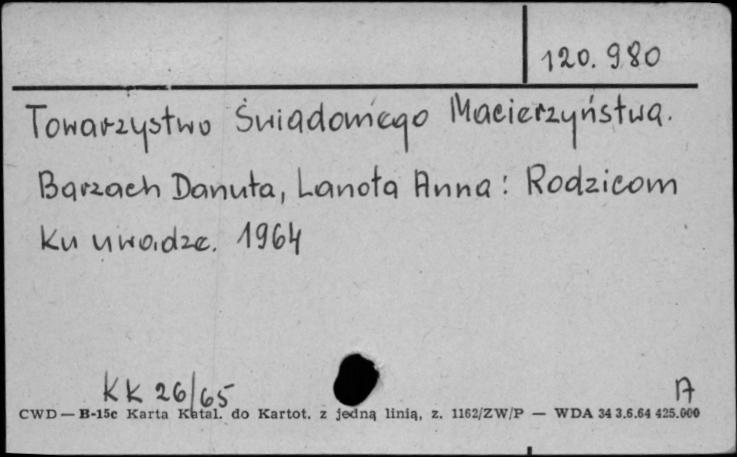 120.980
Towarzystwo Świadomego Macierzyństwa.
Barzach Danuta, Lanota Anna: Rodzicom
Ku uwadze. 1964
KK 26/65
A
CWD — B-15c Karta Katal. do Kartot. z jedną linią, z. 1162/ZW/P — WDA 34 3.6.64 425.000